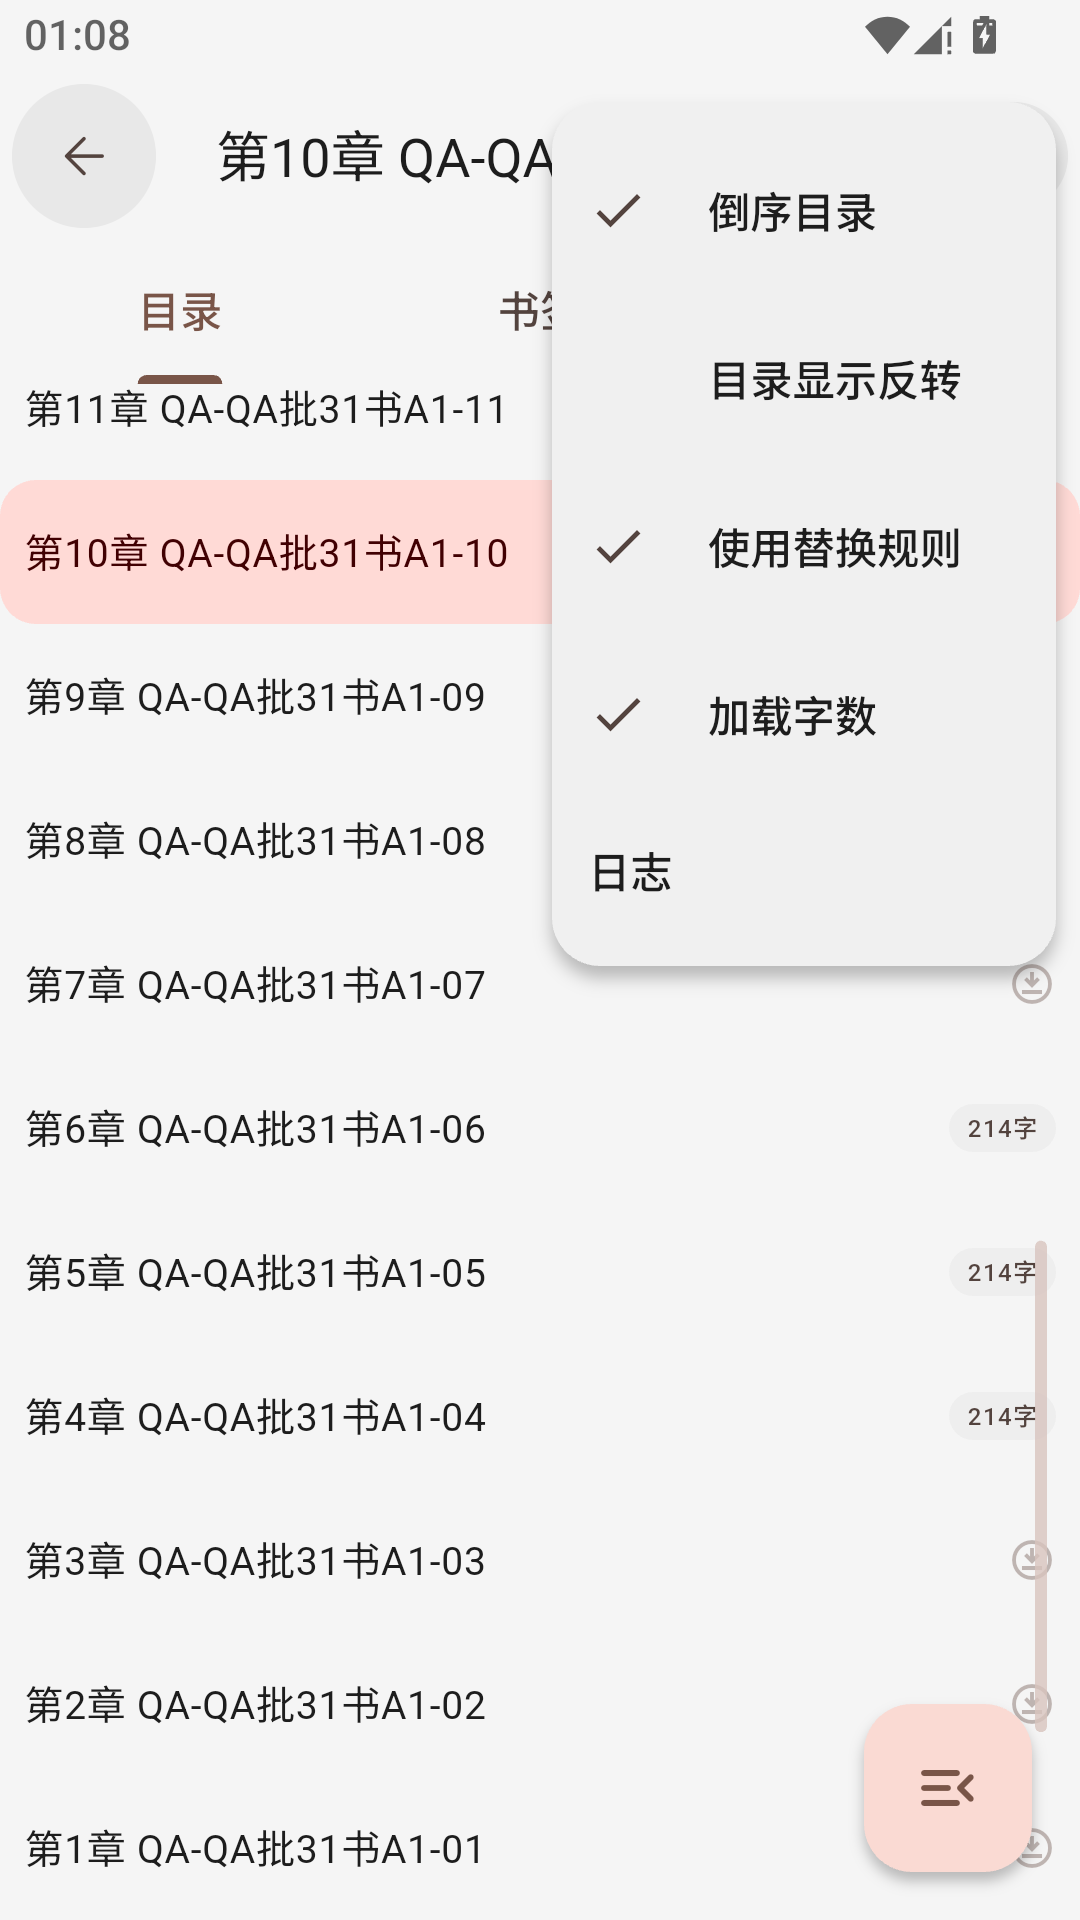 01:08
第10章 QA-QA
目录
书签
倒序目录
目录显示反转
使用替换规则
加载字数
日志
第11章 QA-QA批31书A1-11
第10章 QA-QA批31书A1-10
第9章 QA-QA批31书A1-09
第8章 QA-QA批31书A1-08
第7章 QA-QA批31书A1-07
第6章 QA-QA批31书A1-06
214字
第5章 QA-QA批31书A1-05
214字
第4章 QA-QA批31书A1-04
214字
第3章 QA-QA批31书A1-03
第2章 QA-QA批31书A1-02
第1章 QA-QA批31书A1-01